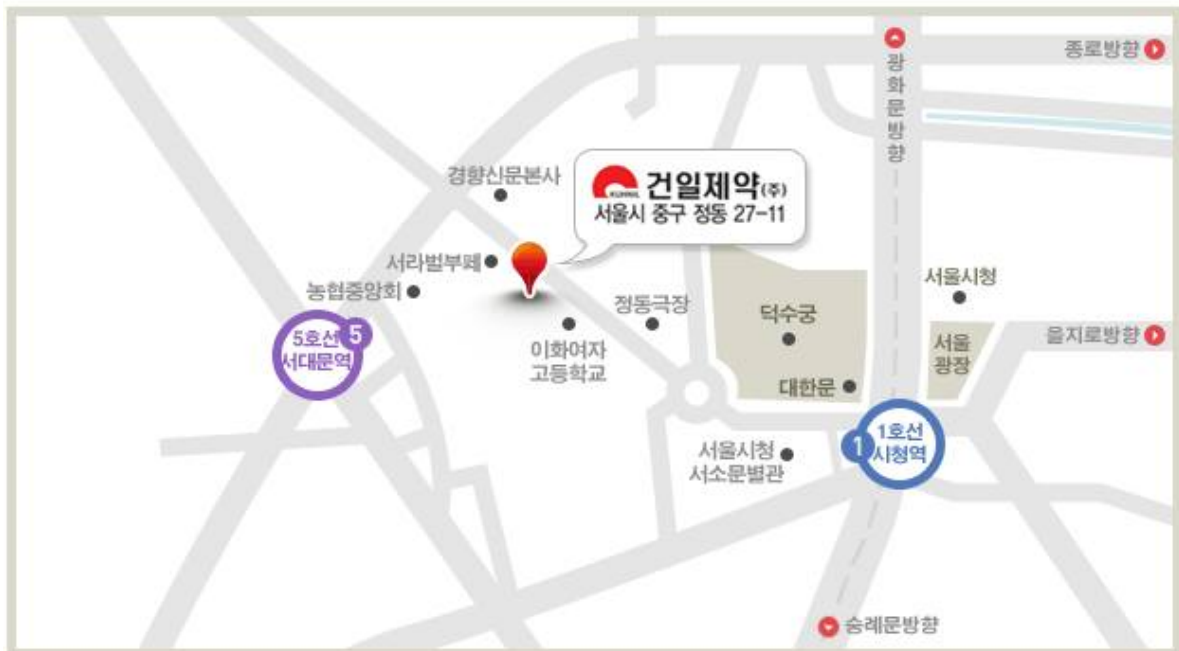 종로방향
광화문방향
경향신문본사
KUHNIL
건일제약(주)
서울시 중구 정동 27-11
서라벌부페
농협중앙회
5호선
서대문역
5
이화여자
고등학교
정동극장
덕수궁
대한문
서울시청
서울
광장
을지로방향
서울시청
서소문별관
1
1호선
시청역
숭례문방향